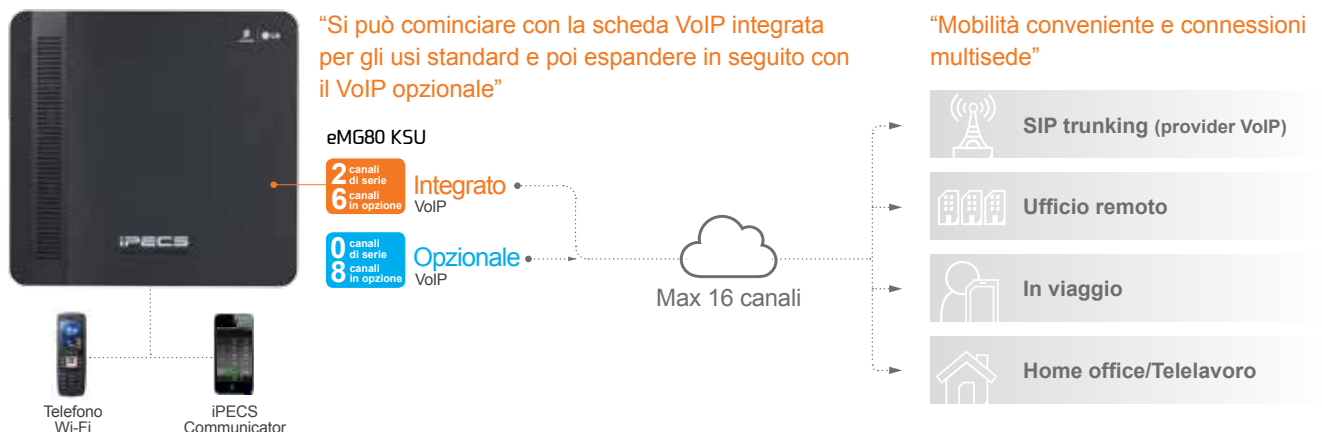 “Si può cominciare con la scheda VoIP integrata
per gli usi standard e poi espandere in seguito con
il VoIP opzionale”
“Mobilità conveniente e connessioni
multisede”
LG
iPECS
eMG80 KSU
2 canali di serie
6 canali in opzione
Integrato
VoIP
0 canali di serie
8 canali in opzione
Opzionale
VoIP
Max 16 canali
SIP trunking (provider VoIP)
Ufficio remoto
In viaggio
Home office/Telelavoro
Telefono
Wi-Fi
iPECS
Communicator